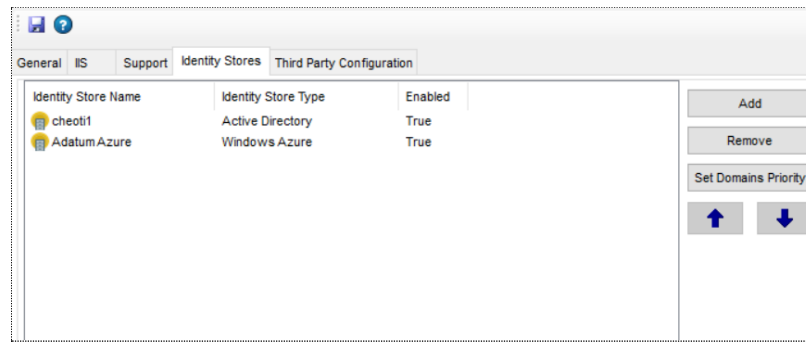 General IIS Support Identity Stores Third Party Configuration
Identity Store Name Identity Store Type Enabled
cheoti1 Active Directory True
Adatum Azure Windows Azure True
Add
Remove
Set Domains Priority